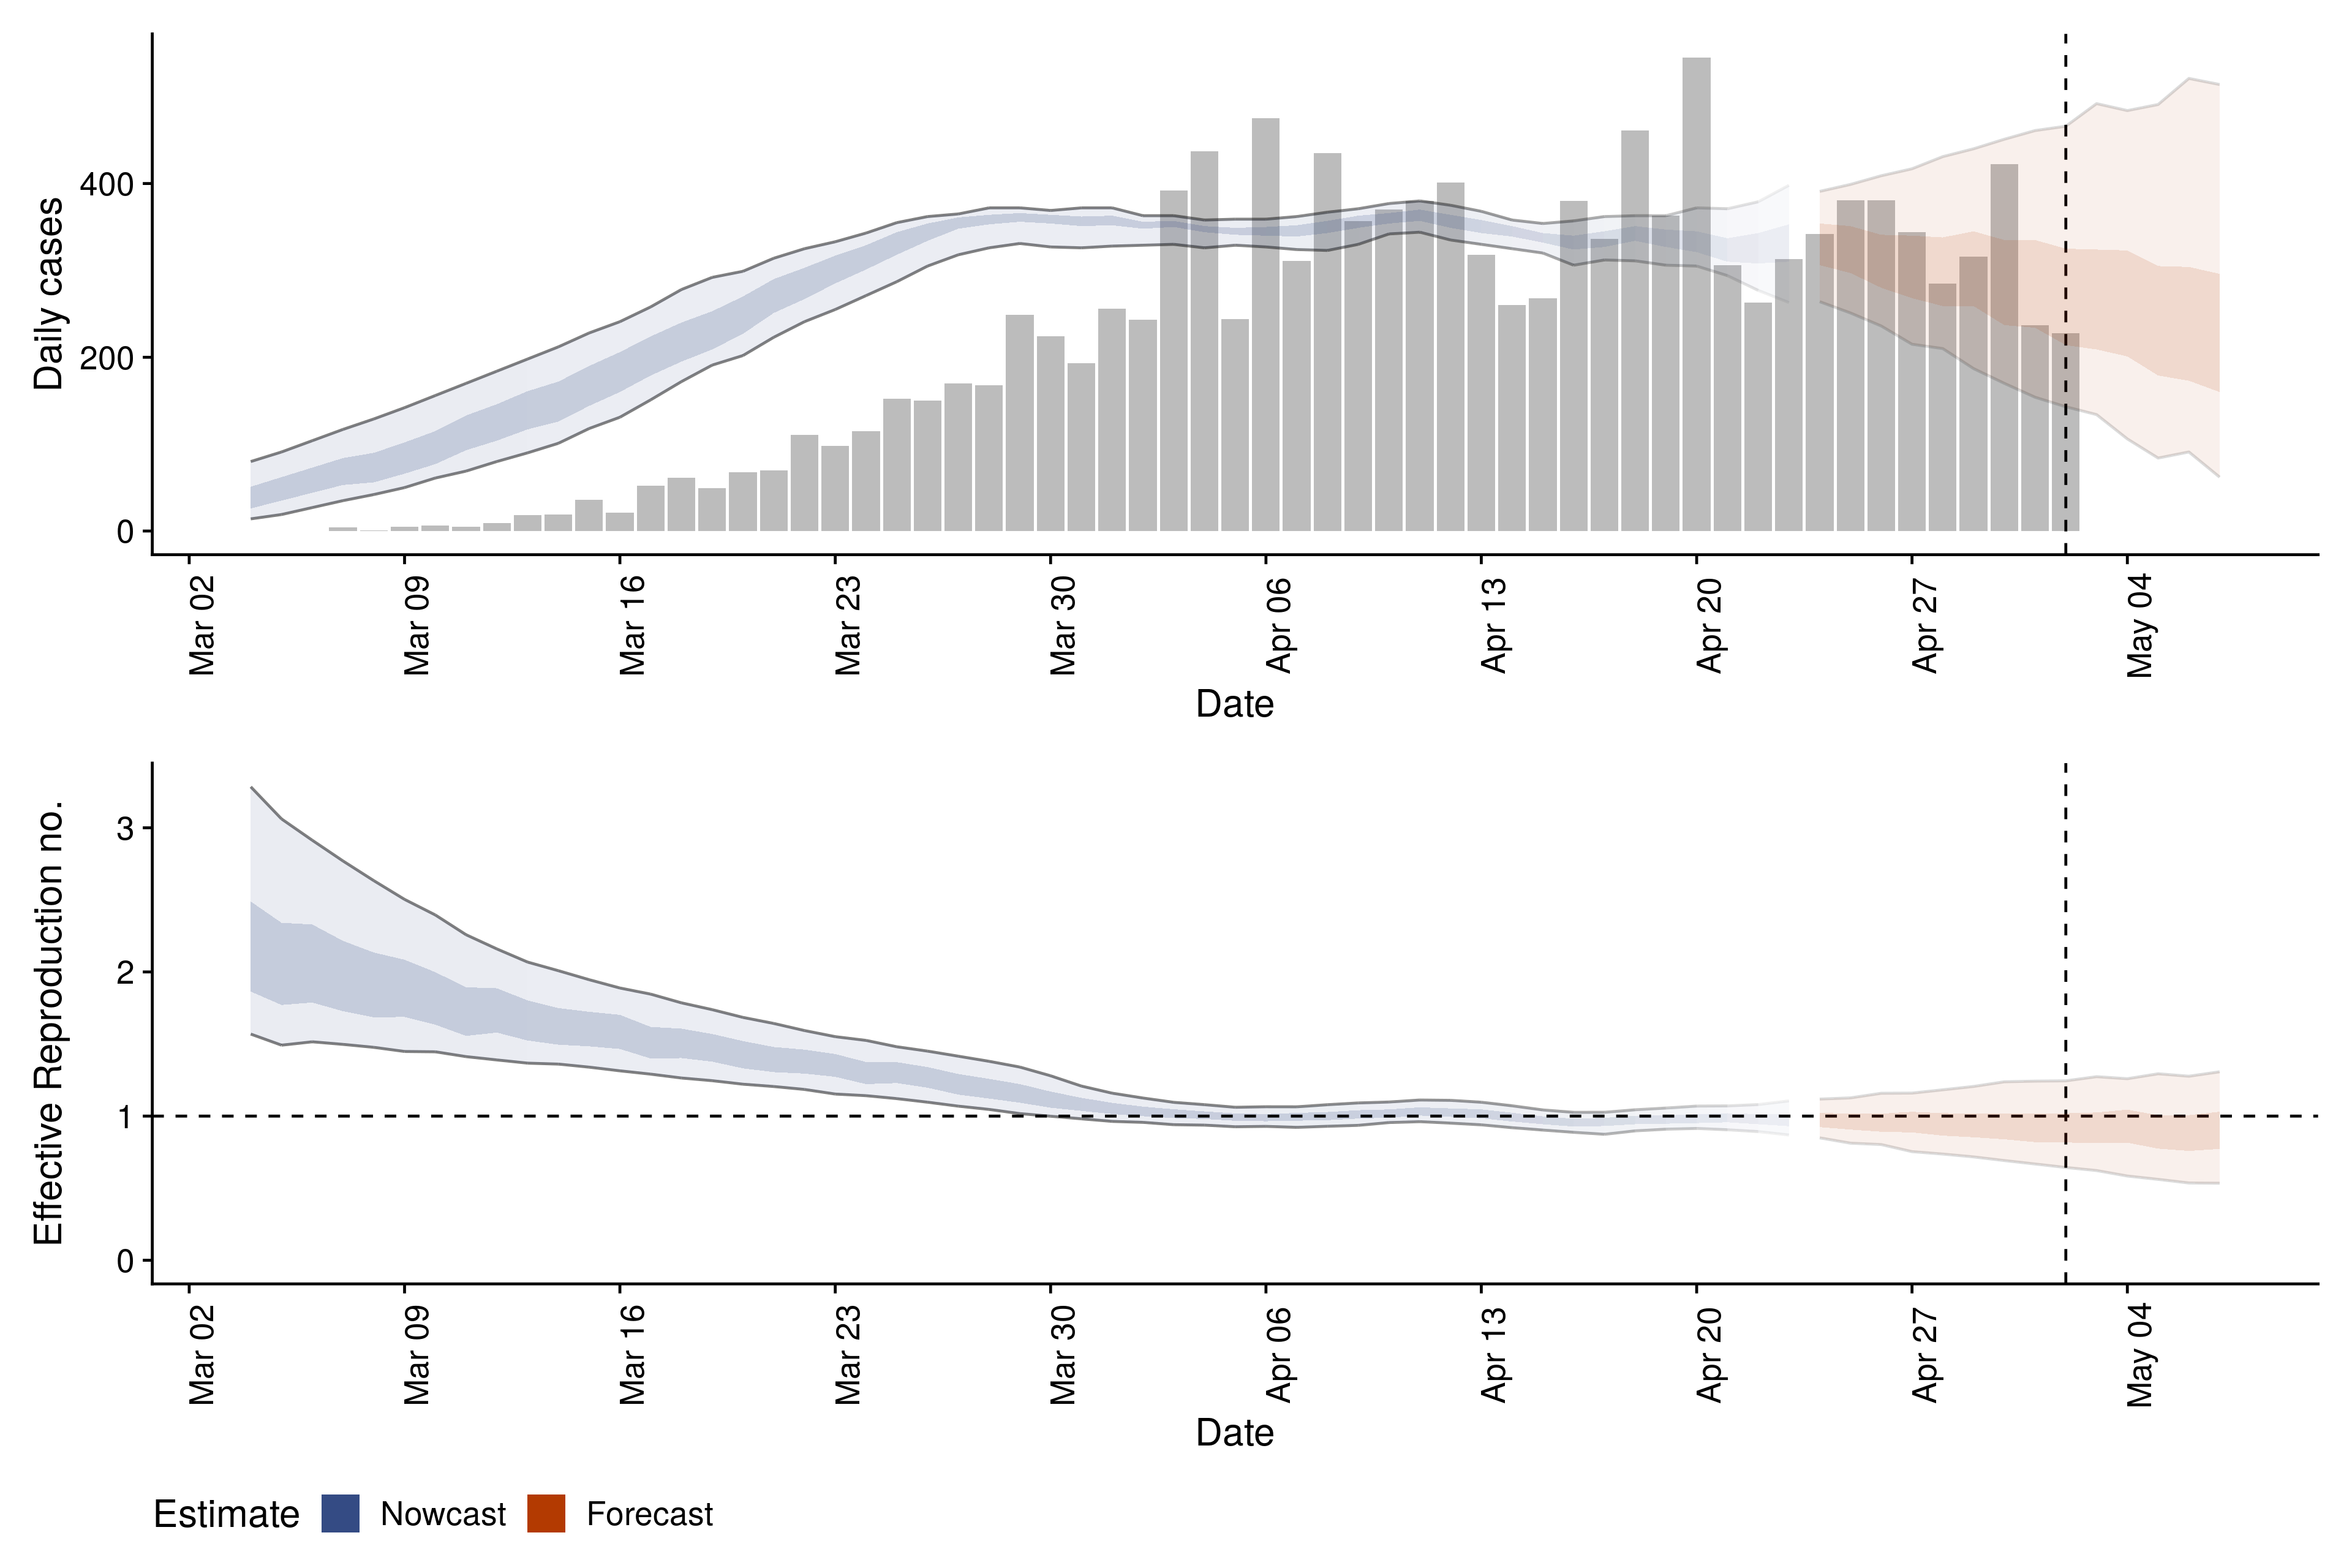 Daily cases
400
200
0
Mar 02
Mar 09
Mar 16
Mar 23
Mar 30
Apr 06
Apr 13
Apr 20
Apr 27
May 04
Date
Effective Reproduction no.
3
2
1
0
Mar 02
Mar 09
Mar 16
Mar 23
Mar 30
Apr 06
Apr 13
Apr 20
Apr 27
May 04
Date
Estimate Nowcast Forecast